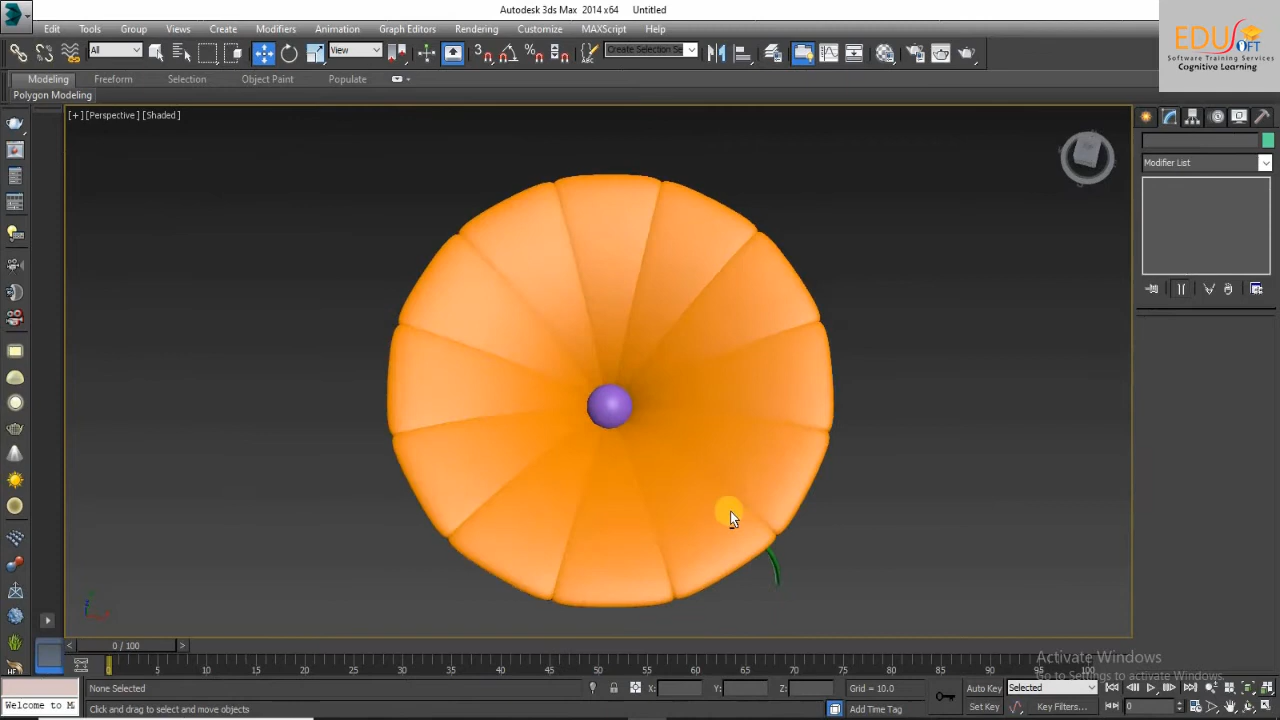 Autodesk 3ds Max 2014 x64 Untitled
EDUSOFT
Software Training Services
Cognitive Learning
Edit Tools Group Views Create Modifiers Animation Graph Editors Rendering Customize MAXScript Help
All View Create Selection Se
Modeling Freeform Selection Object Paint Populate
Polygon Modeling
[+] [Perspective] [Shaded]
Modifier List
0 / 100
0 5 10 15 20 25 30 35 40 45 50 55 60 65 70 75 80 85 90 95 100
Activate Windows
Go to Settings to activate Windows.
None Selected X: Y: Z: Grid = 10.0 Auto Key Selected
Welcome to M Click and drag to select and move objects Add Time Tag Set Key Key Filters... 0